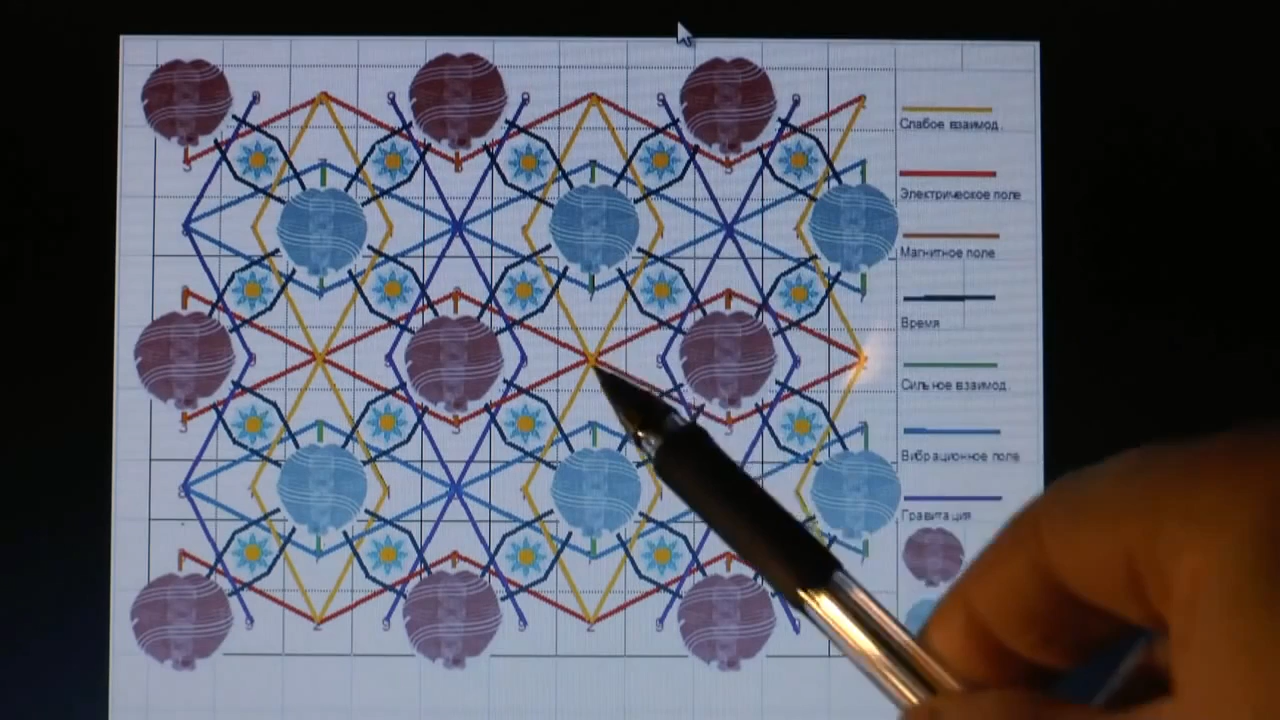 Слабое взаимод.
Электрическое поле
Магнитное поле
Время
Сильное взаимод.
Вибрационное поле
Гравитация